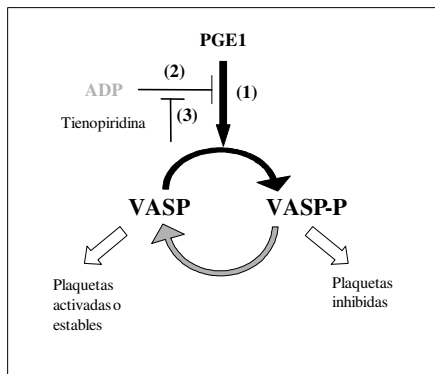 PGE1
(2)
ADP
(1)
(3)
Tienopiridina
VASP
VASP-P
Plaquetas
activadas o
estables
Plaquetas
inhibidas